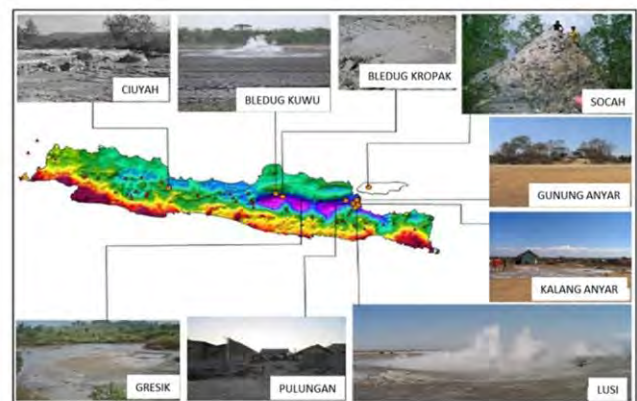 CIUYAH
BLEDUG KUWU
BLEDUG KROPAK
SOCAH
GUNUNG ANYAR
KALANG ANYAR
GRESIK
PULUNGAN
LUSI